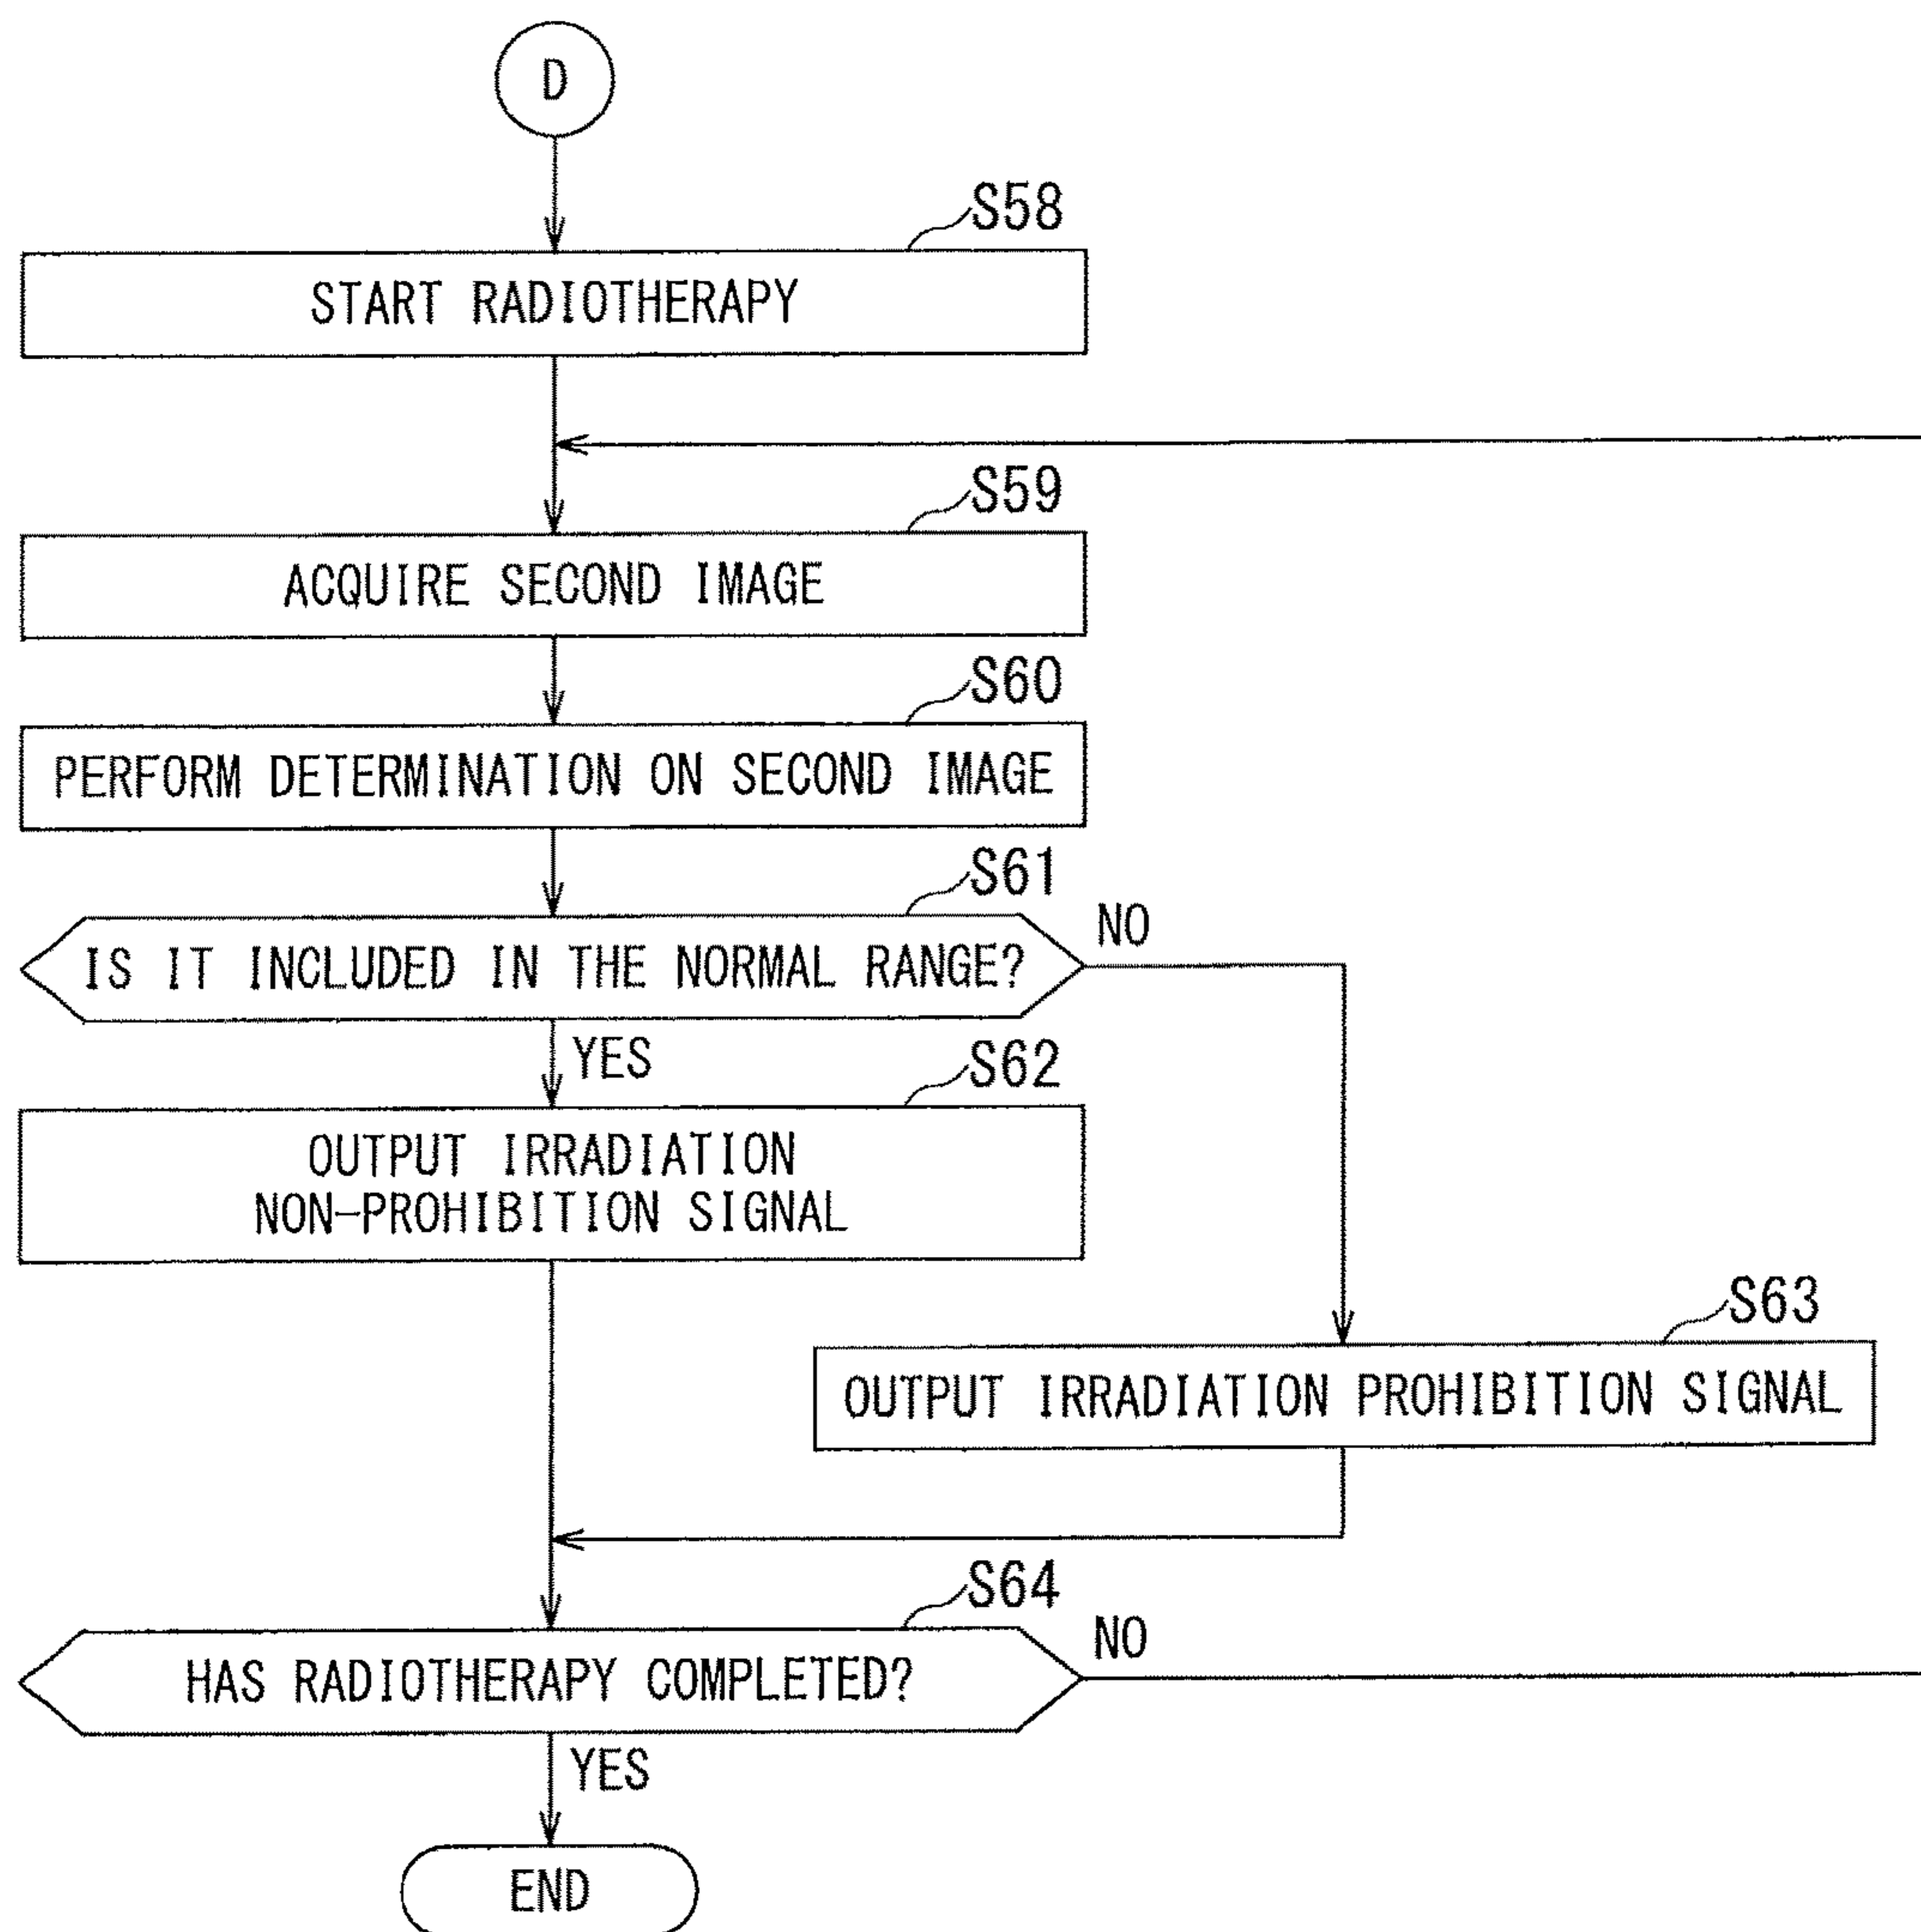 D
S58
START RADIOTHERAPY
S59
ACQUIRE SECOND IMAGE
S60
PERFORM DETERMINATION ON SECOND IMAGE
S61
IS IT INCLUDED IN THE NORMAL RANGE?
NO
YES
S62
OUTPUT IRRADIATION
NON-PROHIBITION SIGNAL
S63
OUTPUT IRRADIATION PROHIBITION SIGNAL
S64
HAS RADIOTHERAPY COMPLETED?
NO
YES
END